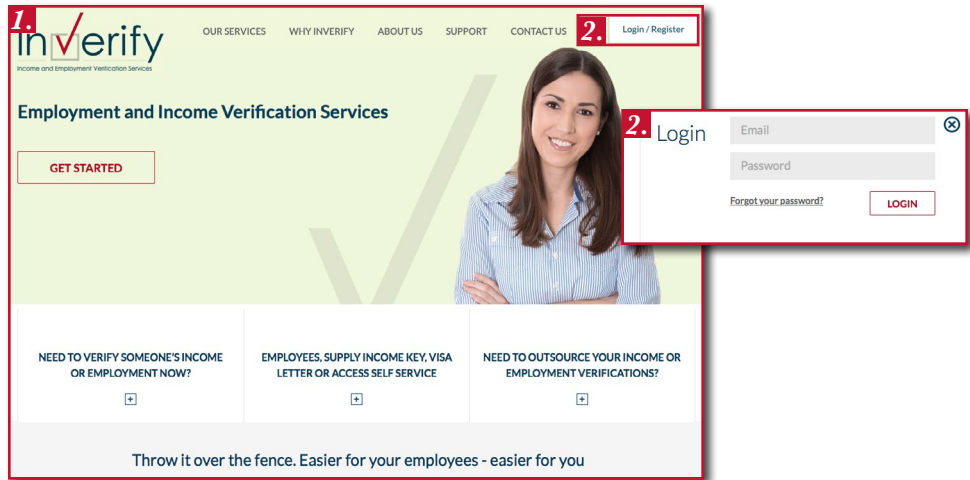 1.
inVerify
Income and Employment Verification Services
OUR SERVICES WHY INVERIFY ABOUT US SUPPORT CONTACT US
2.
Login / Register
Employment and Income Verification Services
GET STARTED
2.
Login
Email
Password
Forgot your password?
LOGIN
NEED TO VERIFY SOMEONE'S INCOME
OR EMPLOYMENT NOW?
+
EMPLOYEES, SUPPLY INCOME KEY, VISA
LETTER OR ACCESS SELF SERVICE
+
NEED TO OUTSOURCE YOUR INCOME OR
EMPLOYMENT VERIFICATIONS?
+
Throw it over the fence. Easier for your employees - easier for you